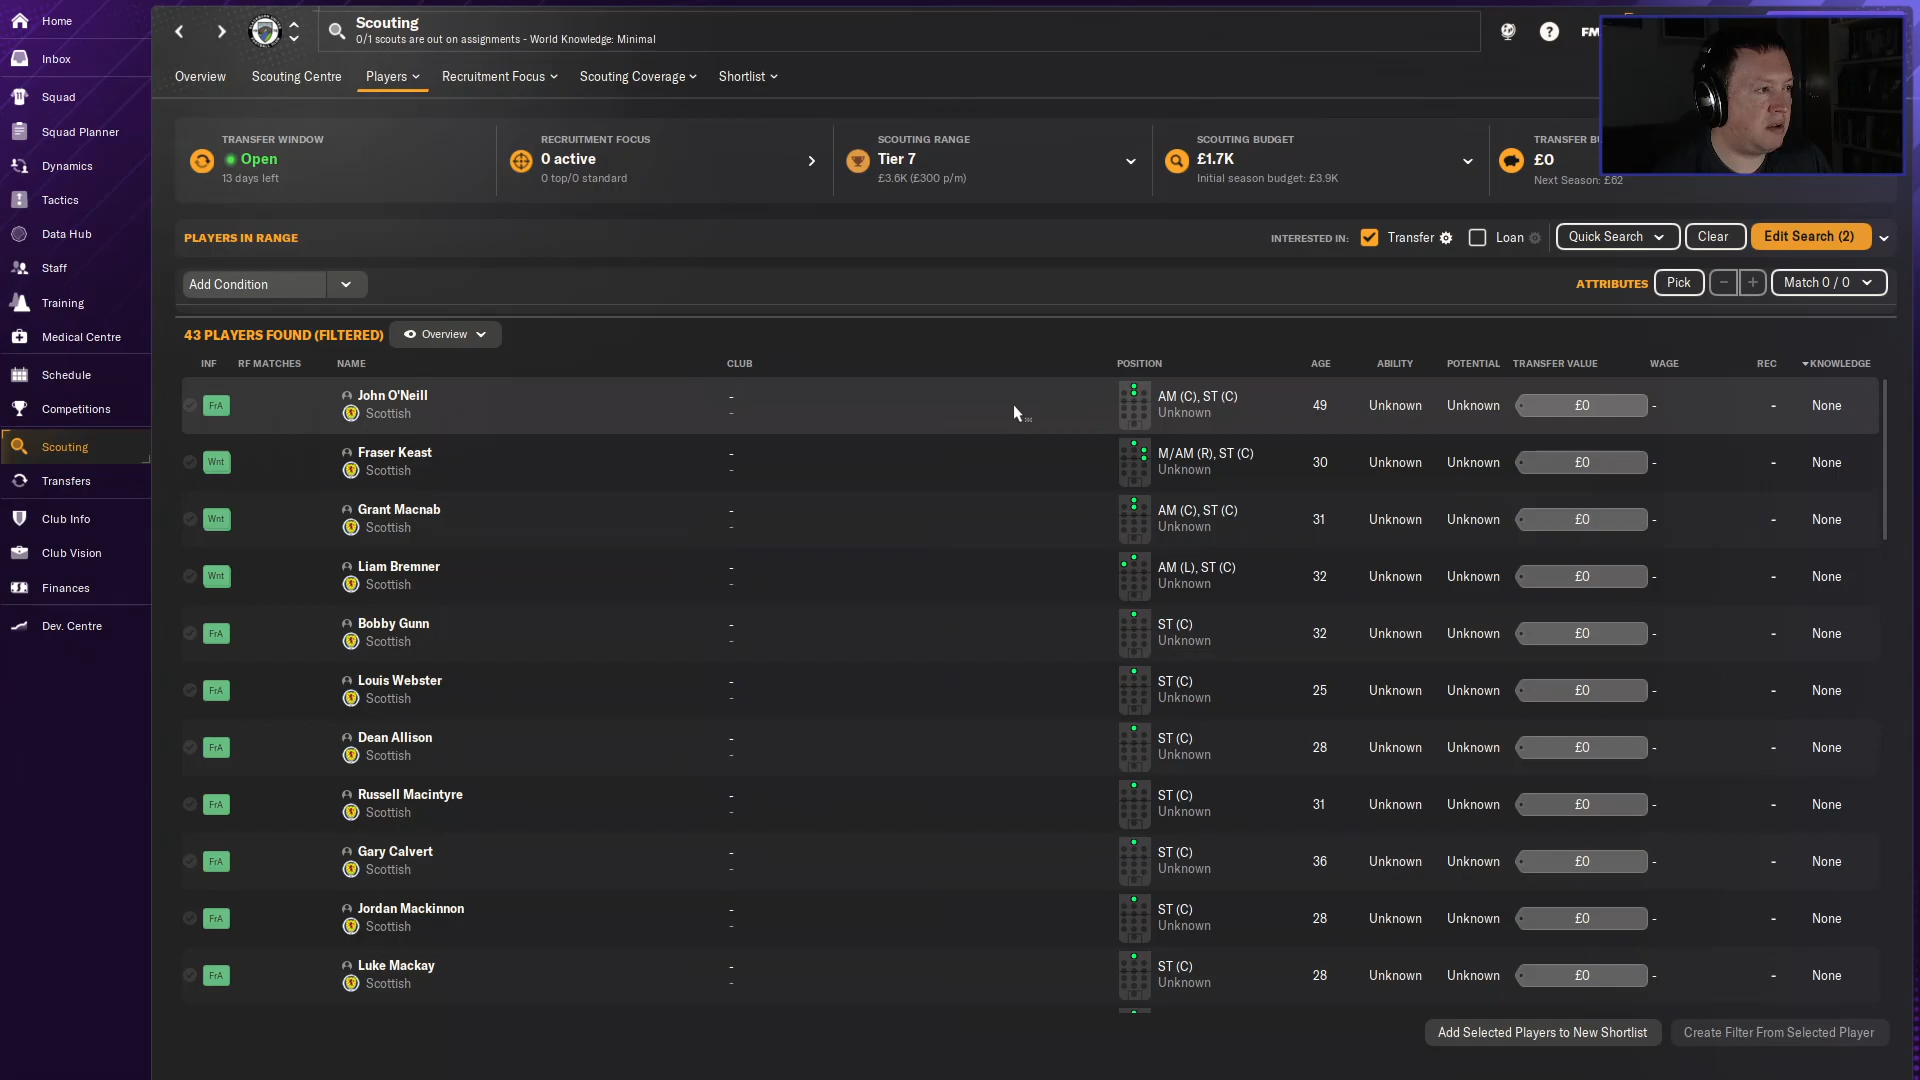 Home
Inbox
Squad
Squad Planner
Dynamics
Tactics
Data Hub
Staff
Training
Medical Centre
Schedule
Competitions
Scouting
Transfers
Club Info
Club Vision
Finances
Dev. Centre
Scouting
0/1 scouts are out on assignments - World Knowledge: Minimal
FM
Overview Scouting Centre Players Recruitment Focus Scouting Coverage Shortlist
TRANSFER WINDOW
Open
13 days left
RECRUITMENT FOCUS
0 active
0 top/0 standard
SCOUTING RANGE
Tier 7
£3.6K (£300 p/m)
SCOUTING BUDGET
£1.7K
Initial season budget: £3.9K
TRANSFER
£0
Next Season: £62
PLAYERS IN RANGE INTERESTED IN: Transfer Loan Quick Search Clear Edit Search (2)
Add Condition ATTRIBUTES Pick - + Match 0 / 0
43 PLAYERS FOUND (FILTERED) Overview
INF RF MATCHES NAME CLUB POSITION AGE ABILITY POTENTIAL TRANSFER VALUE WAGE REC KNOWLEDGE
FrA John O'Neill - AM (C), ST (C) 49 Unknown Unknown £0 - - None
Scottish - Unknown
Wnt Fraser Keast - M/AM (R), ST (C) 30 Unknown Unknown £0 - - None
Scottish - Unknown
Wnt Grant Macnab - AM (C), ST (C) 31 Unknown Unknown £0 - - None
Scottish - Unknown
Wnt Liam Bremner - AM (L), ST (C) 32 Unknown Unknown £0 - - None
Scottish - Unknown
FrA Bobby Gunn - ST (C) 32 Unknown Unknown £0 - - None
Scottish - Unknown
FrA Louis Webster - ST (C) 25 Unknown Unknown £0 - - None
Scottish - Unknown
FrA Dean Allison - ST (C) 28 Unknown Unknown £0 - - None
Scottish - Unknown
FrA Russell Macintyre - ST (C) 31 Unknown Unknown £0 - - None
Scottish - Unknown
FrA Gary Calvert - ST (C) 36 Unknown Unknown £0 - - None
Scottish - Unknown
FrA Jordan Mackinnon - ST (C) 28 Unknown Unknown £0 - - None
Scottish - Unknown
FrA Luke Mackay - ST (C) 28 Unknown Unknown £0 - - None
Scottish - Unknown
Add Selected Players to New Shortlist Create Filter From Selected Player